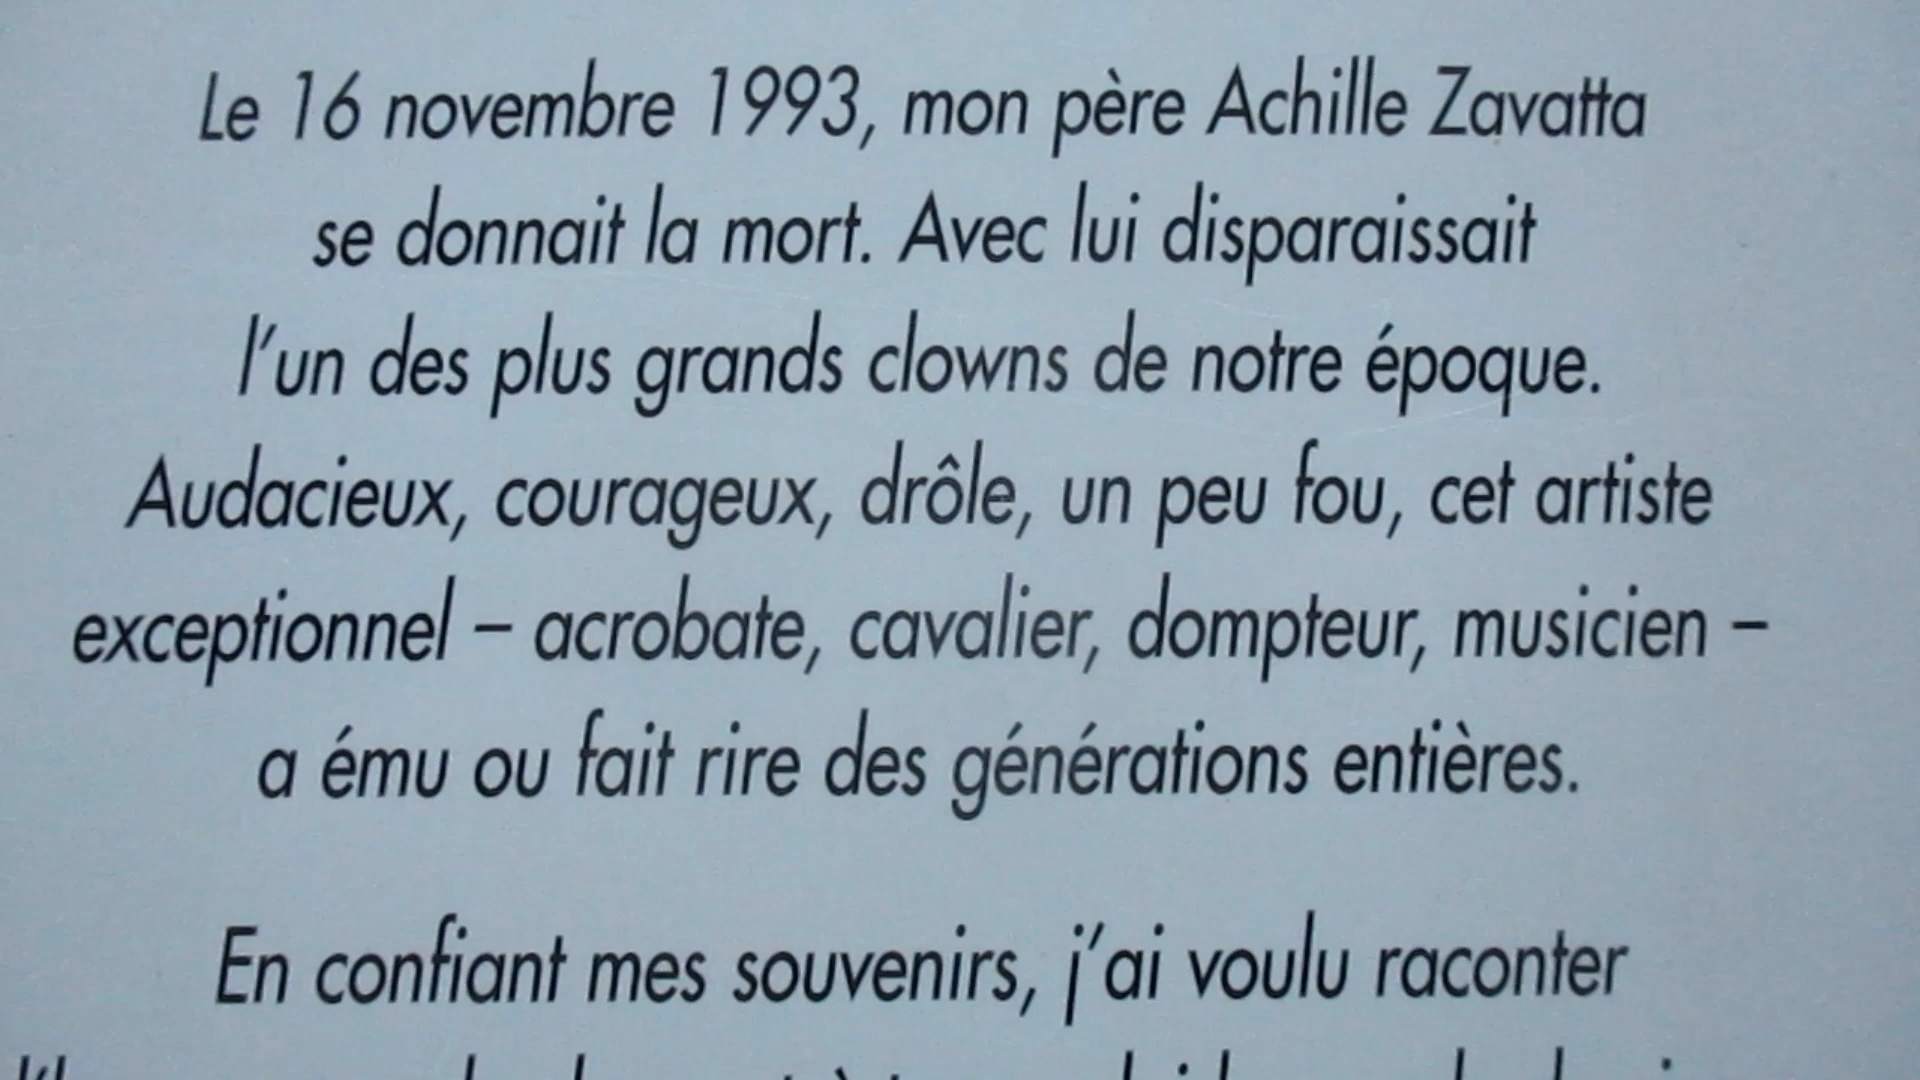 Le 16 novembre 1993, mon père Achille Zavatta
se donnait la mort. Avec lui disparaissait
l'un des plus grands clowns de notre époque.
Audacieux, courageux, drôle, un peu fou, cet artiste
exceptionnel – acrobate, cavalier, dompteur, musicien –
a ému ou fait rire des générations entières.
En confiant mes souvenirs, j'ai voulu raconter